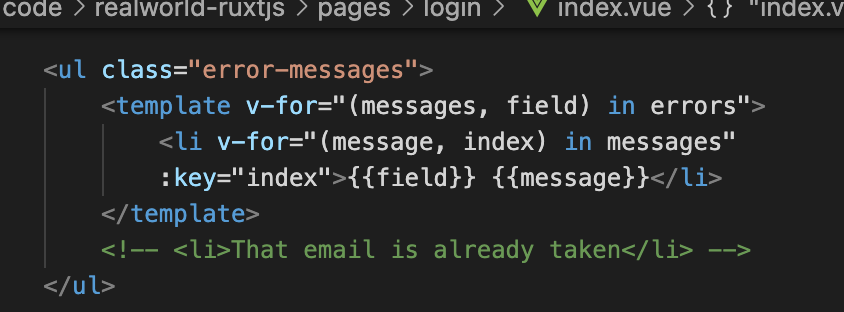 code > realworld-ruxtjs > pages > login > index.vue > {} "index.v
<ul class="error-messages">
<template v-for="(messages, field) in errors">
<li v-for="(message, index) in messages"
:key="index">{{field}} {{message}}</li>
</template>
<!-- <li>That email is already taken</li> -->
</ul>